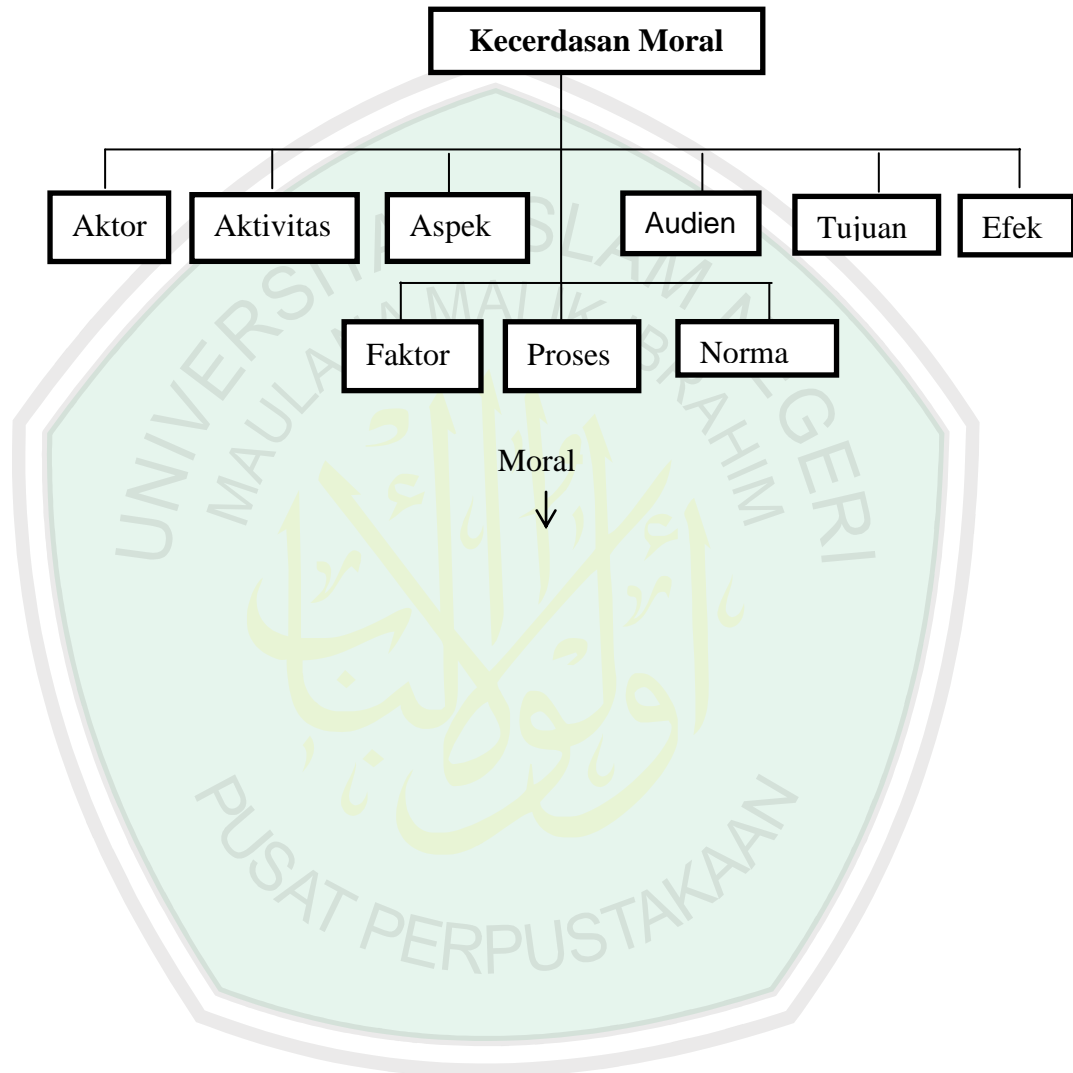 Kecerdasan Moral
Aktor Aktivitas Aspek Audien Tujuan Efek
Faktor Proses Norma
Moral
UNIVERSITAS ISLAM NEGERI
MAULANA MALIK IBRAHIM
PUSAT PERPUSTAKAAN